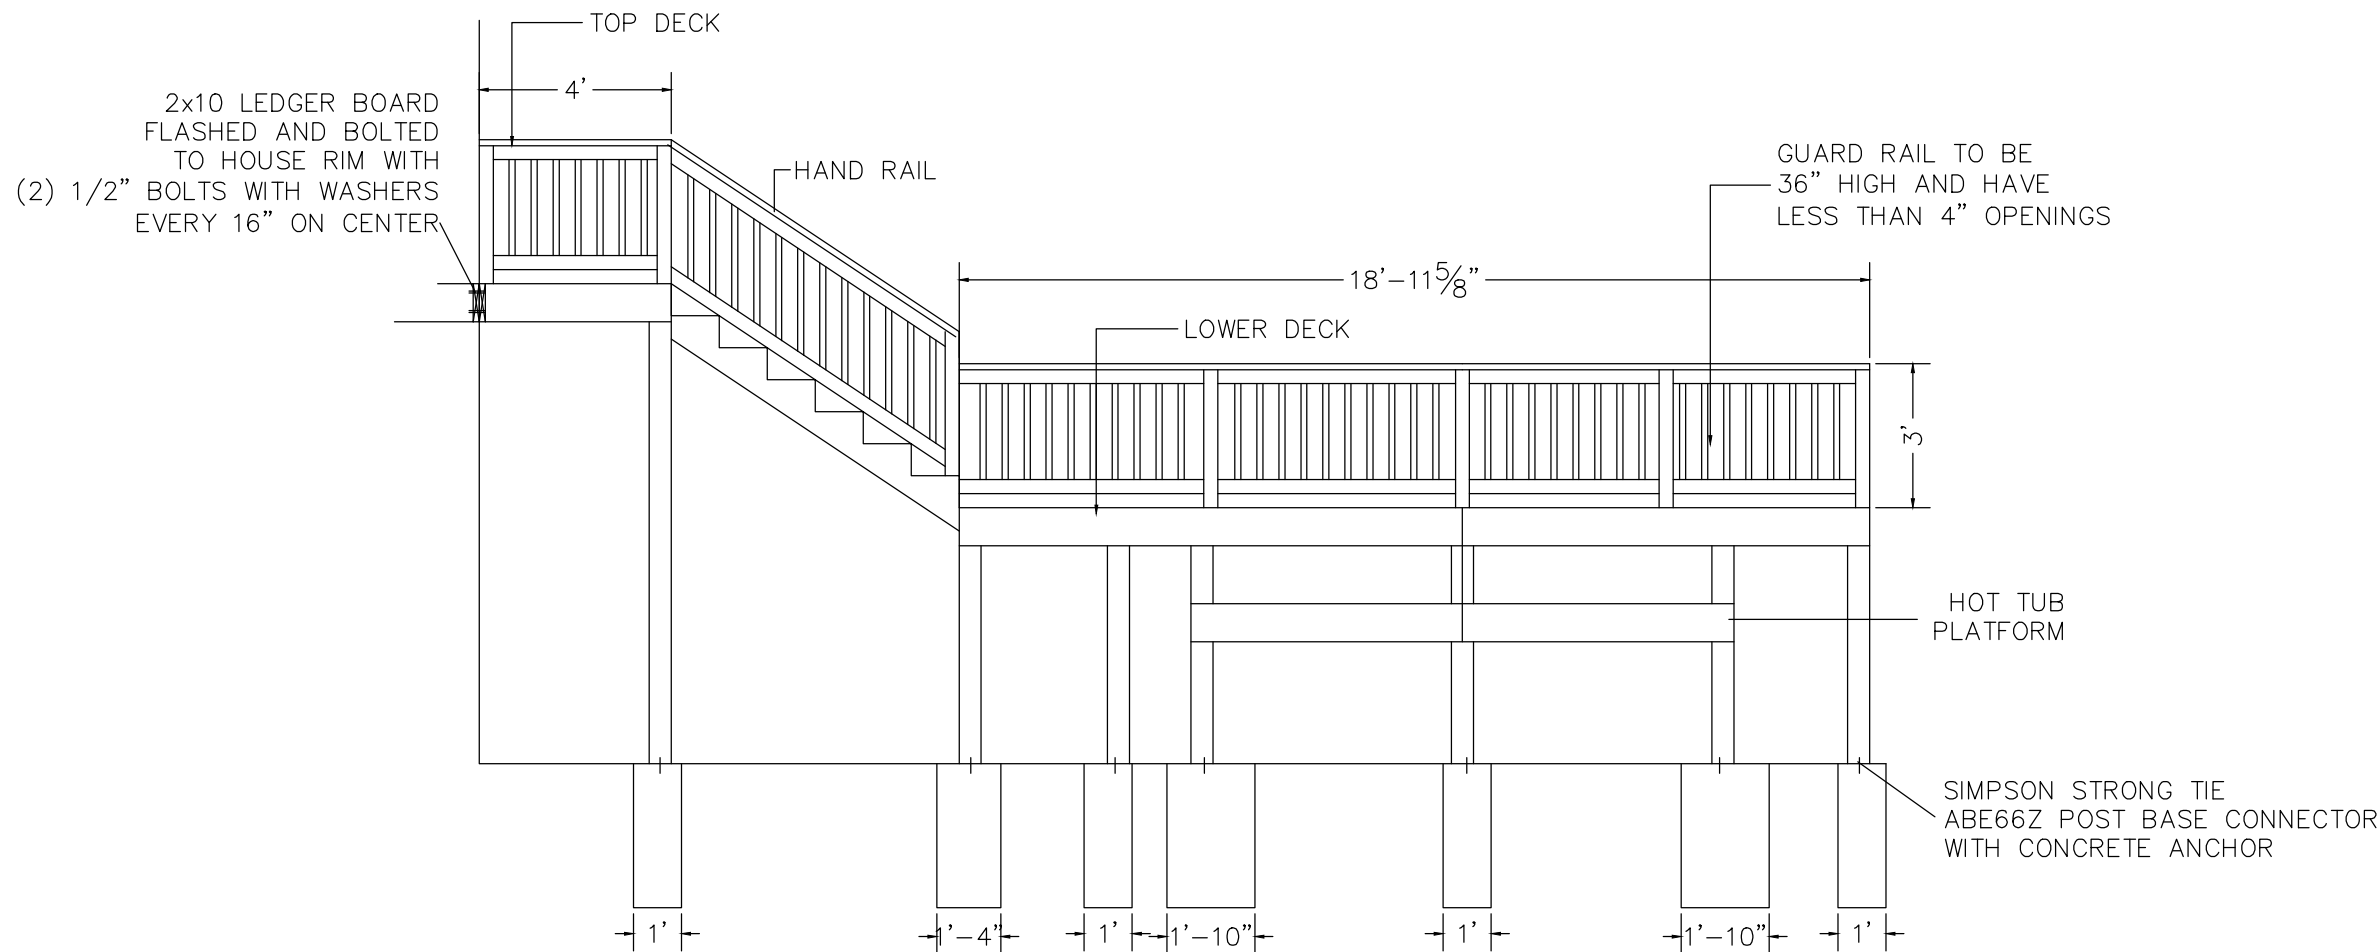 TOP DECK
4'
2x10 LEDGER BOARD
FLASHED AND BOLTED
TO HOUSE RIM WITH
(2) 1/2” BOLTS WITH WASHERS
EVERY 16” ON CENTER
HAND RAIL
GUARD RAIL TO BE
36” HIGH AND HAVE
LESS THAN 4” OPENINGS
18'-11 5/8”
LOWER DECK
3'
HOT TUB
PLATFORM
SIMPSON STRONG TIE
ABE66Z POST BASE CONNECTOR
WITH CONCRETE ANCHOR
1'
1'-4”
1'
1'-10”
1'
1'-10”
1'